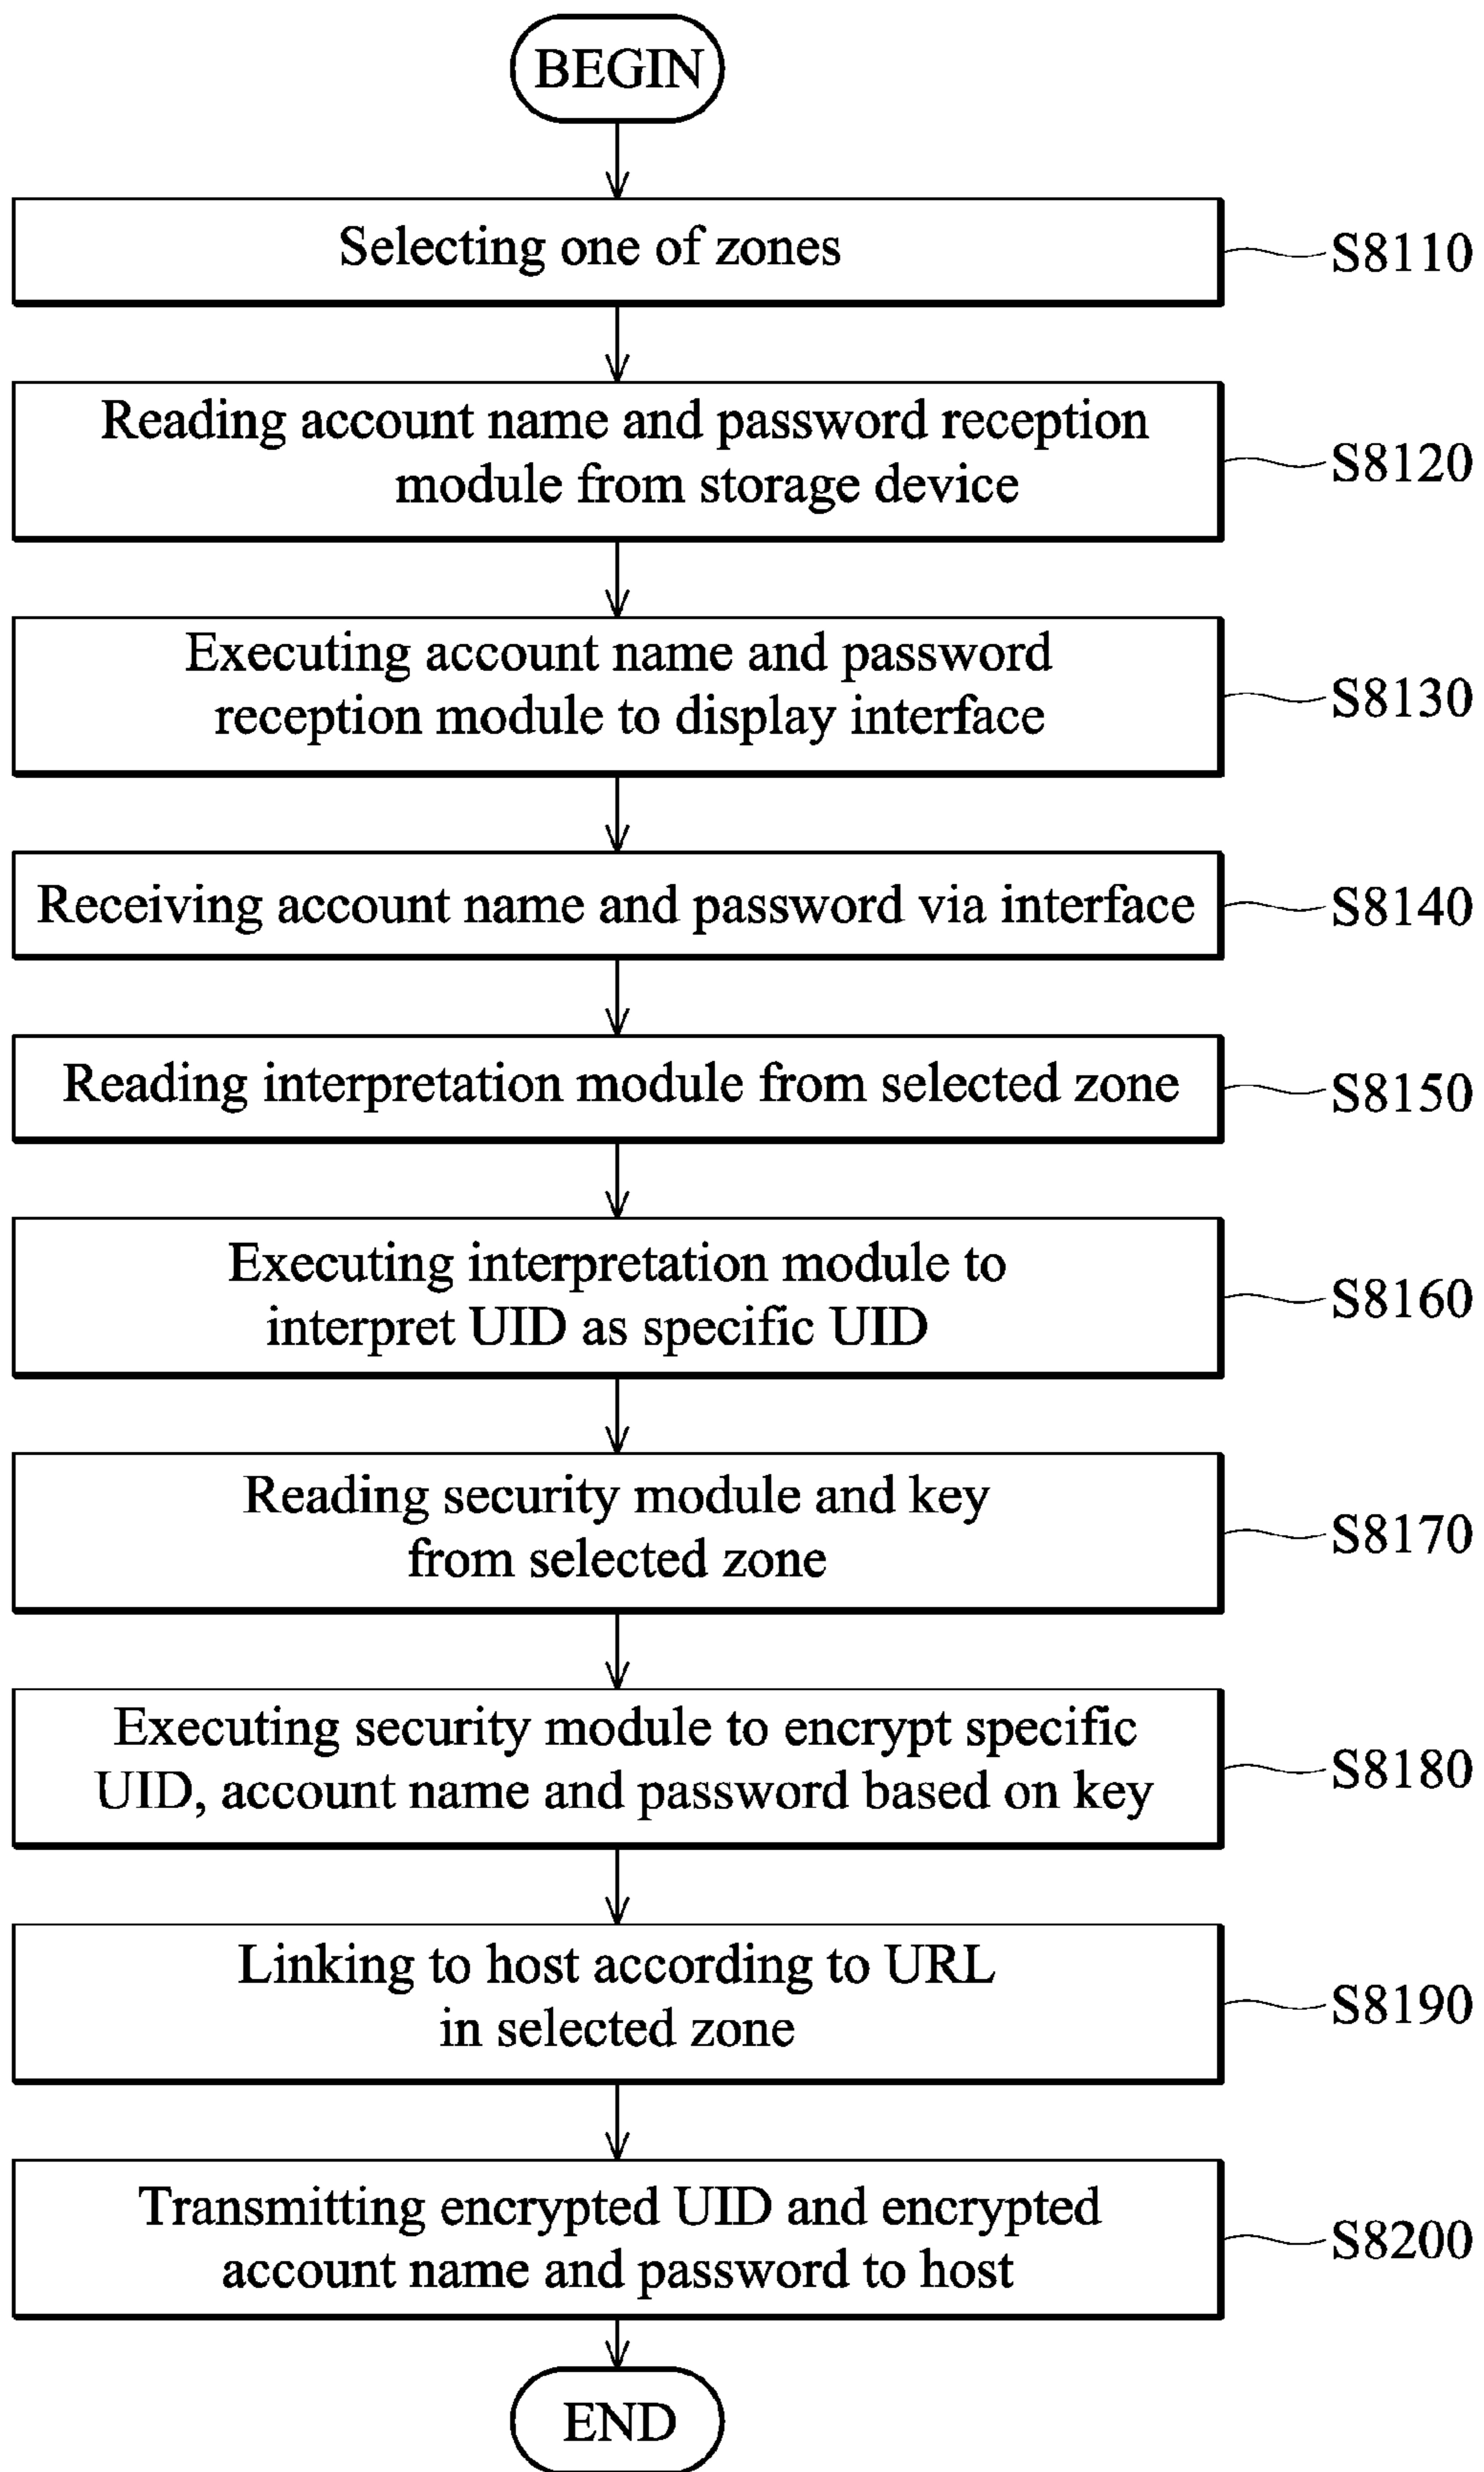 BEGIN
Selecting one of zones
S8110
Reading account name and password reception
module from storage device
S8120
Executing account name and password
reception module to display interface
S8130
Receiving account name and password via interface
S8140
Reading interpretation module from selected zone
S8150
Executing interpretation module to
interpret UID as specific UID
S8160
Reading security module and key
from selected zone
S8170
Executing security module to encrypt specific
UID, account name and password based on key
S8180
Linking to host according to URL
in selected zone
S8190
Transmitting encrypted UID and encrypted
account name and password to host
S8200
END